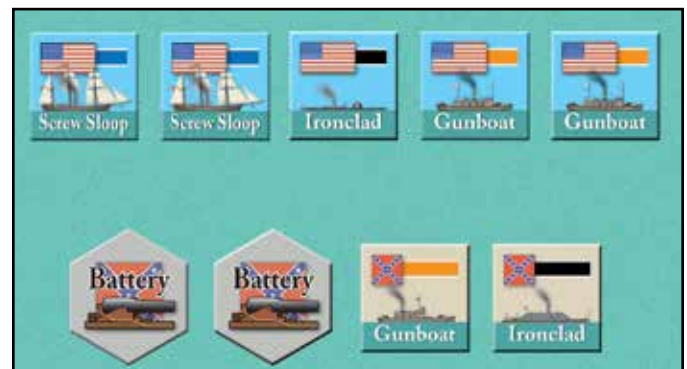 Screw Sloop
Screw Sloop
Ironclad
Gunboat
Gunboat
Battery
Battery
Gunboat
Ironclad